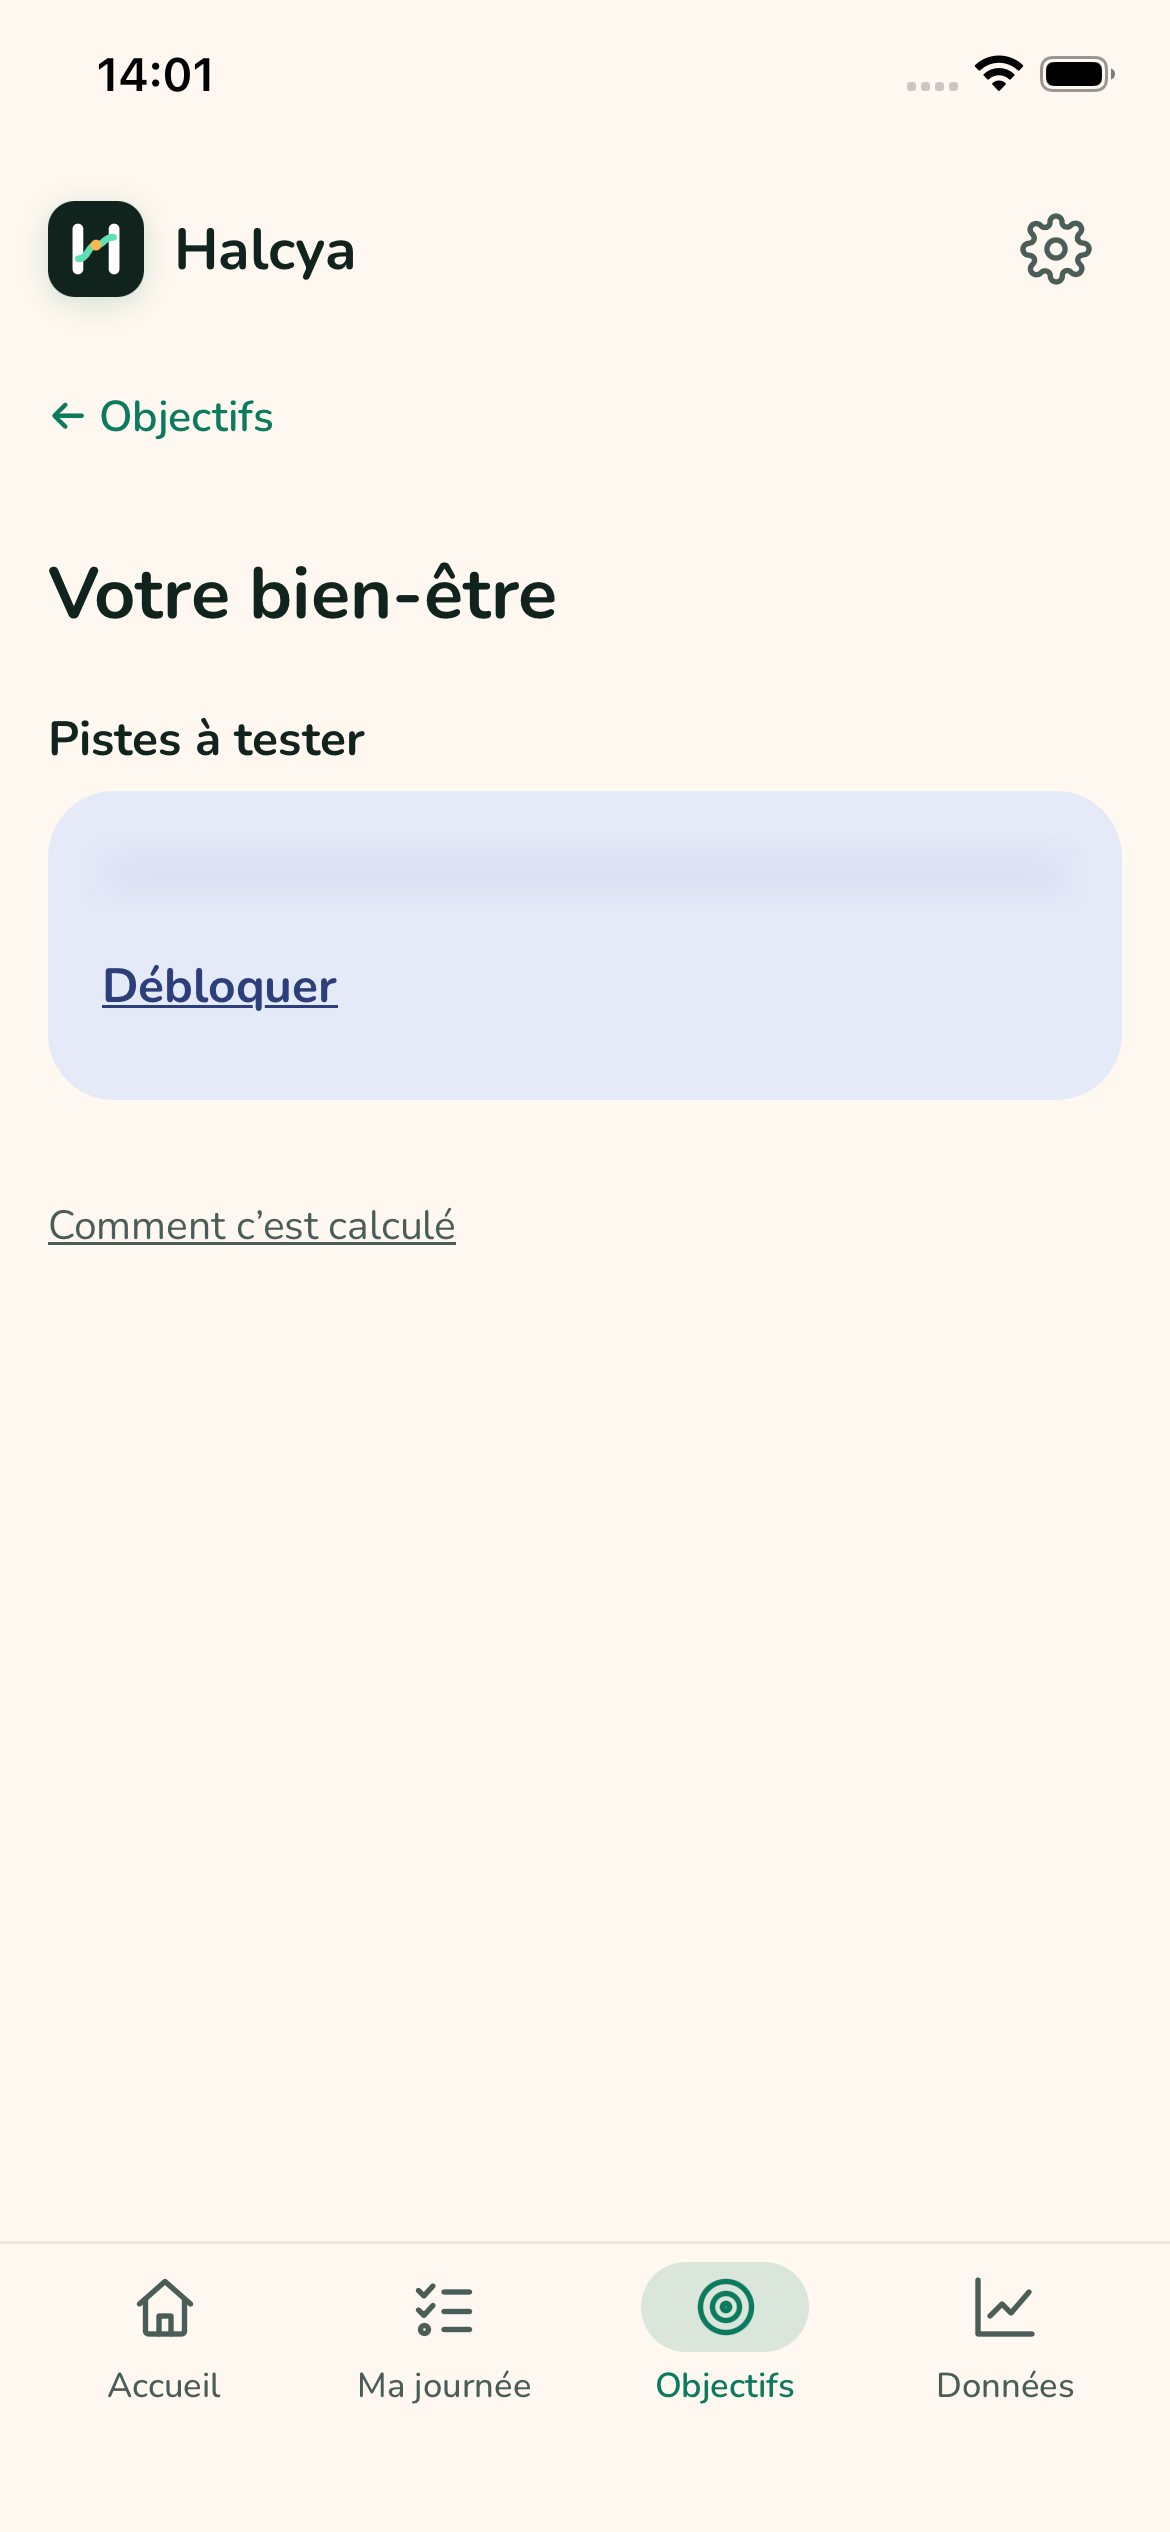 14:01
Halcya
← Objectifs
Votre bien-être
Pistes à tester
Débloquer
Comment c’est calculé
Accueil
Ma journée
Objectifs
Données